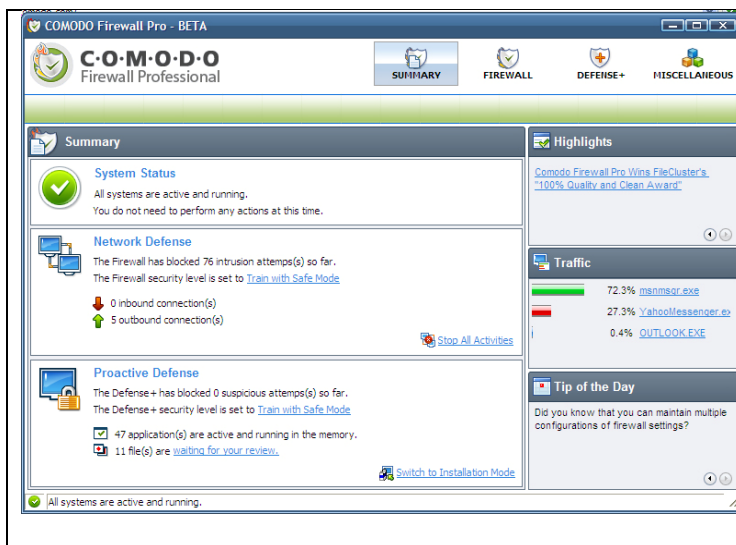 COMODO Firewall Pro - BETA
C·O·M·O·D·O
Firewall Professional
SUMMARY
FIREWALL
DEFENSE+
MISCELLANEOUS
Summary
System Status
All systems are active and running.
You do not need to perform any actions at this time.
Network Defense
The Firewall has blocked 76 intrusion attemps(s) so far.
The Firewall security level is set to Train with Safe Mode
0 inbound connection(s)
5 outbound connection(s)
Stop All Activities
Proactive Defense
The Defense+ has blocked 0 suspicious attemps(s) so far.
The Defense+ security level is set to Train with Safe Mode
47 application(s) are active and running in the memory.
11 file(s) are waiting for your review.
Switch to Installation Mode
Highlights
Comodo Firewall Pro Wins FileCluster's
"100% Quality and Clean Award"
Traffic
72.3% msnmsgr.exe
27.3% YahooMessenger.ex
0.4% OUTLOOK.EXE
Tip of the Day
Did you know that you can maintain multiple
configurations of firewall settings?
All systems are active and running.